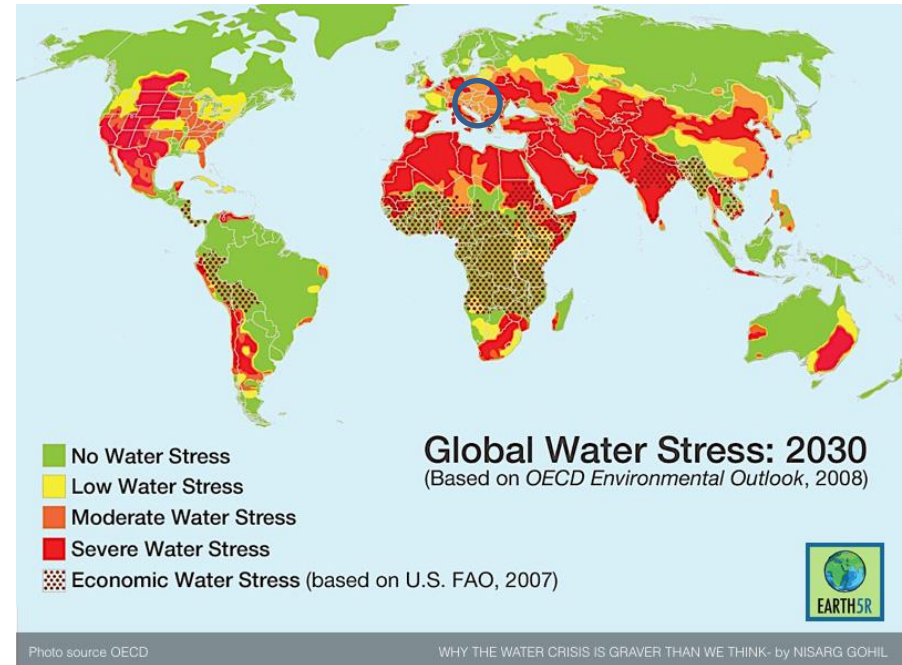 No Water Stress
Low Water Stress
Moderate Water Stress
Severe Water Stress
Economic Water Stress (based on U.S. FAO, 2007)
Global Water Stress: 2030
(Based on OECD Environmental Outlook, 2008)
EARTH5R
Photo source OECD
WHY THE WATER CRISIS IS GRAVER THAN WE THINK- by NISARG GOHIL